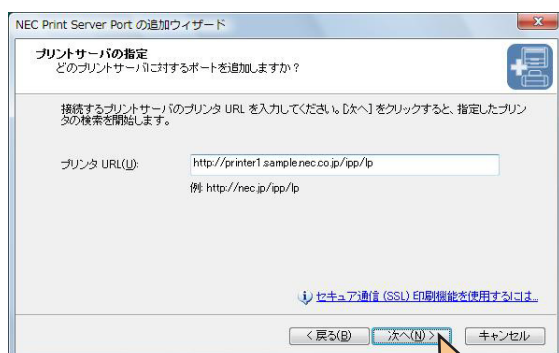 NEC Print Server Port の追加ウィザード
プリントサーバの指定
どのプリントサーバに対するポートを追加しますか？
接続するプリントサーバのプリンタ URL を入力してください。[次へ] をクリックすると、指定したプリン
タの検索を開始します。
プリンタ URL(U):
http://printer1.sample.nec.co.jp/ipp/lp
例: http://nec.jp/ipp/lp
セキュア通信 (SSL) 印刷機能を使用するには...
< 戻る(B)
次へ(N) >
キャンセル